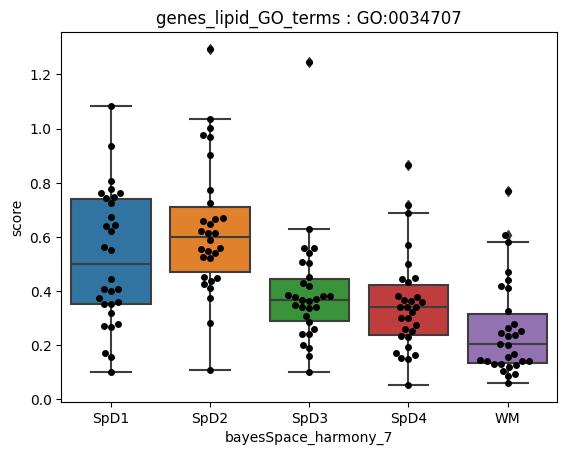 genes_lipid_GO_terms : GO:0034707
score
1.2
1.0
0.8
0.6
0.4
0.2
0.0
SpD1 SpD2 SpD3 SpD4 WM
bayesSpace_harmony_7